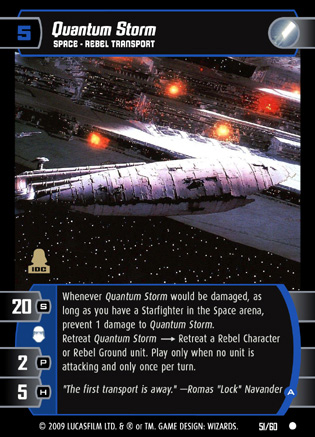 5
Quantum Storm
SPACE - REBEL TRANSPORT
IDC
20 S
Whenever Quantum Storm would be damaged, as
long as you have a Starfighter in the Space arena,
prevent 1 damage to Quantum Storm.
Retreat Quantum Storm → Retreat a Rebel Character
or Rebel Ground unit. Play only when no unit is
attacking and only once per turn.
2 P
5 H
"The first transport is away." —Romas "Lock" Navander
A
© 2009 LUCASFILM LTD. & ® or TM. GAME DESIGN: WIZARDS.
51/60